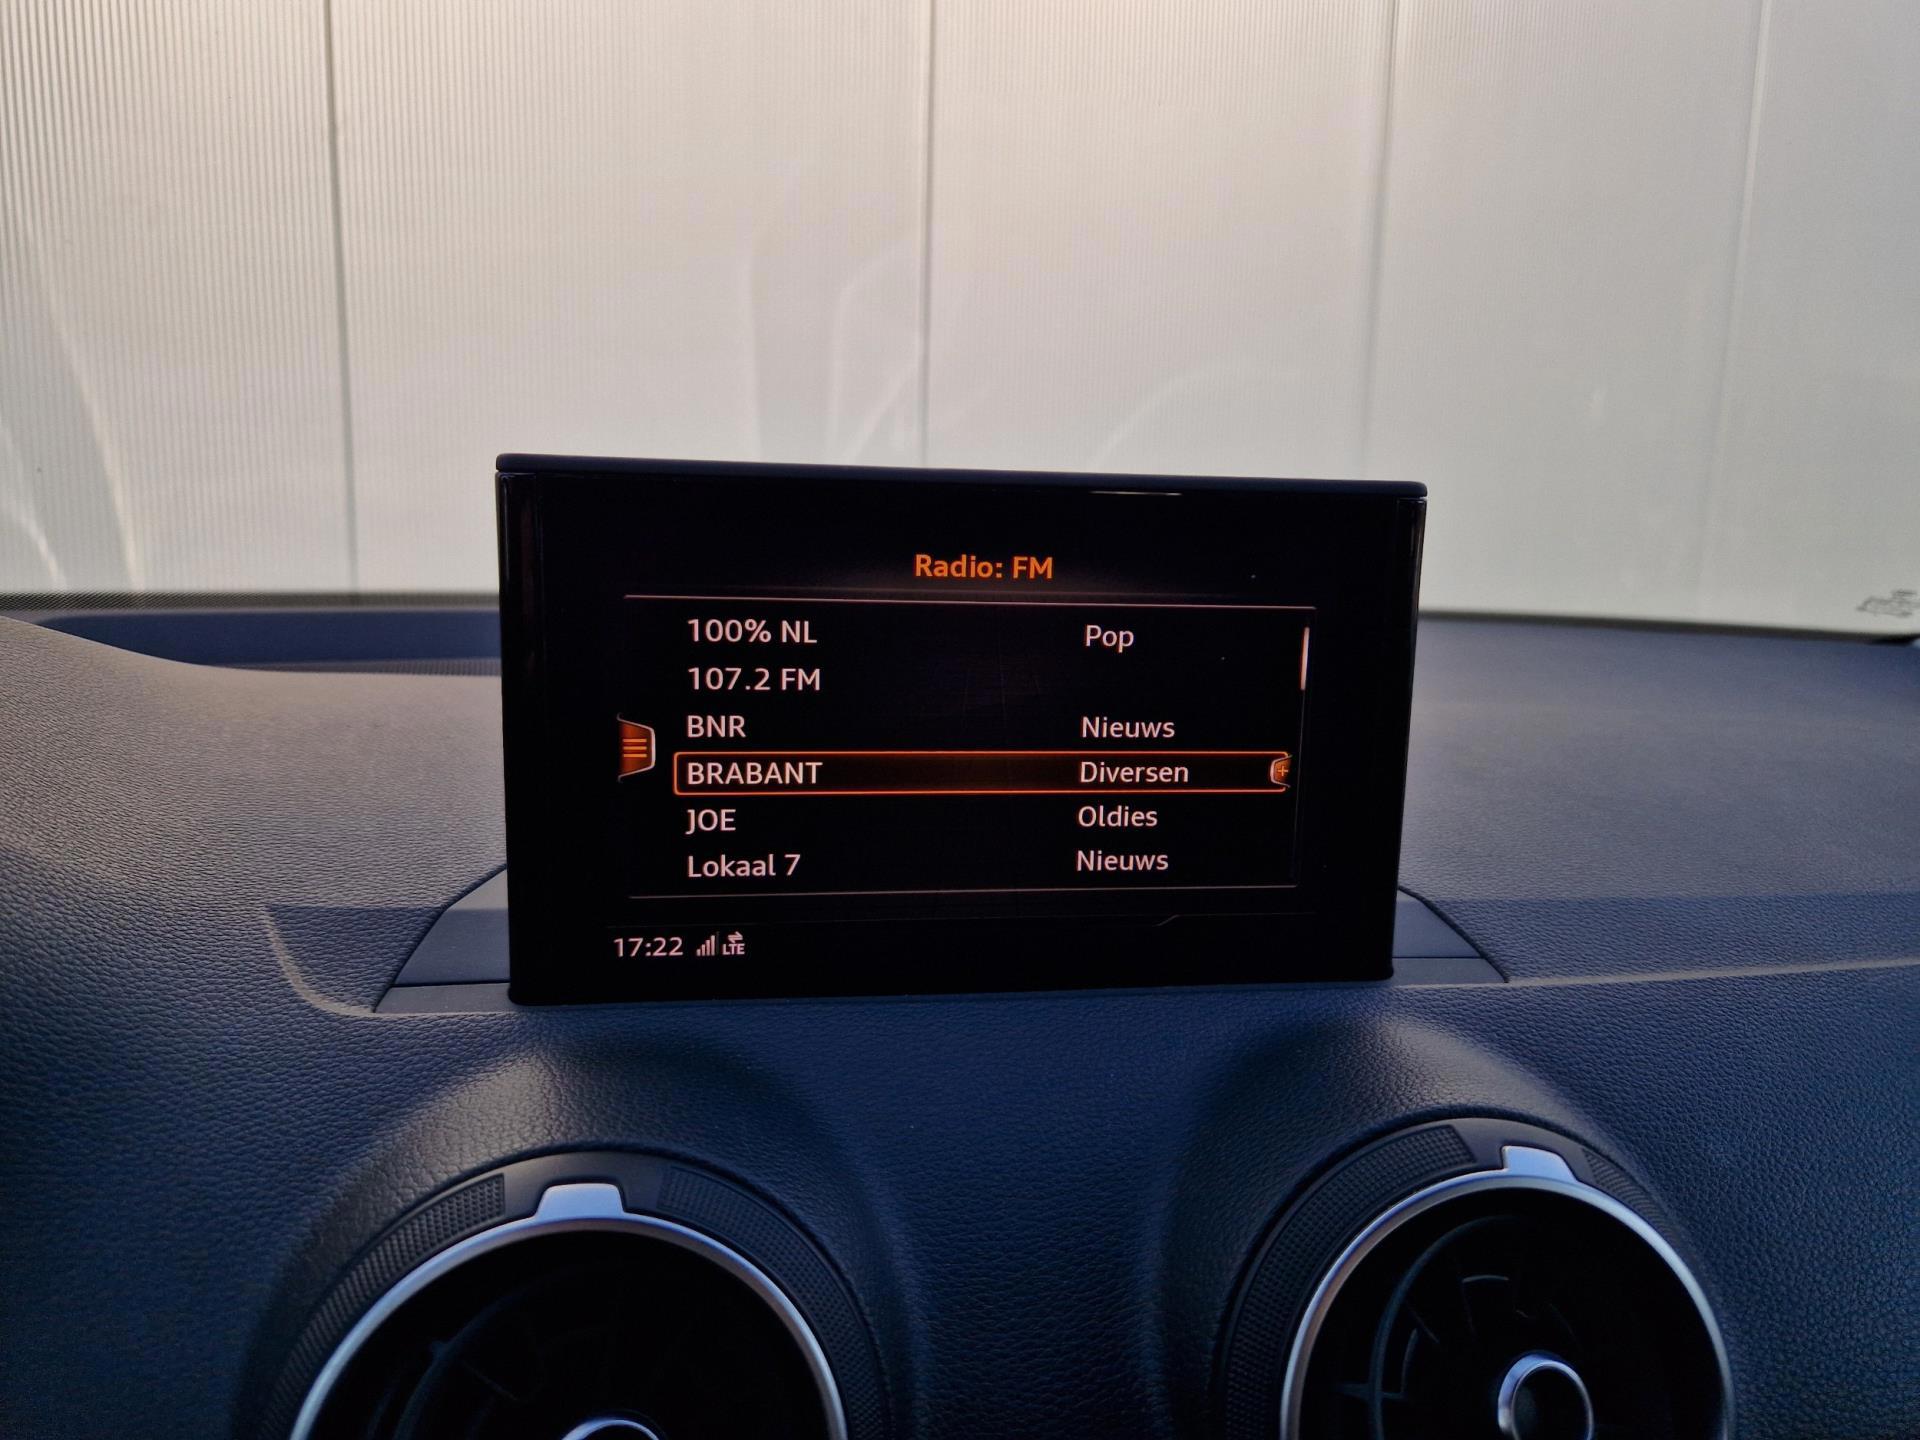 Radio: FM
100% NL Pop
107.2 FM
BNR Nieuws
BRABANT Diversen
JOE Oldies
Lokaal 7 Nieuws
17:22 LTE